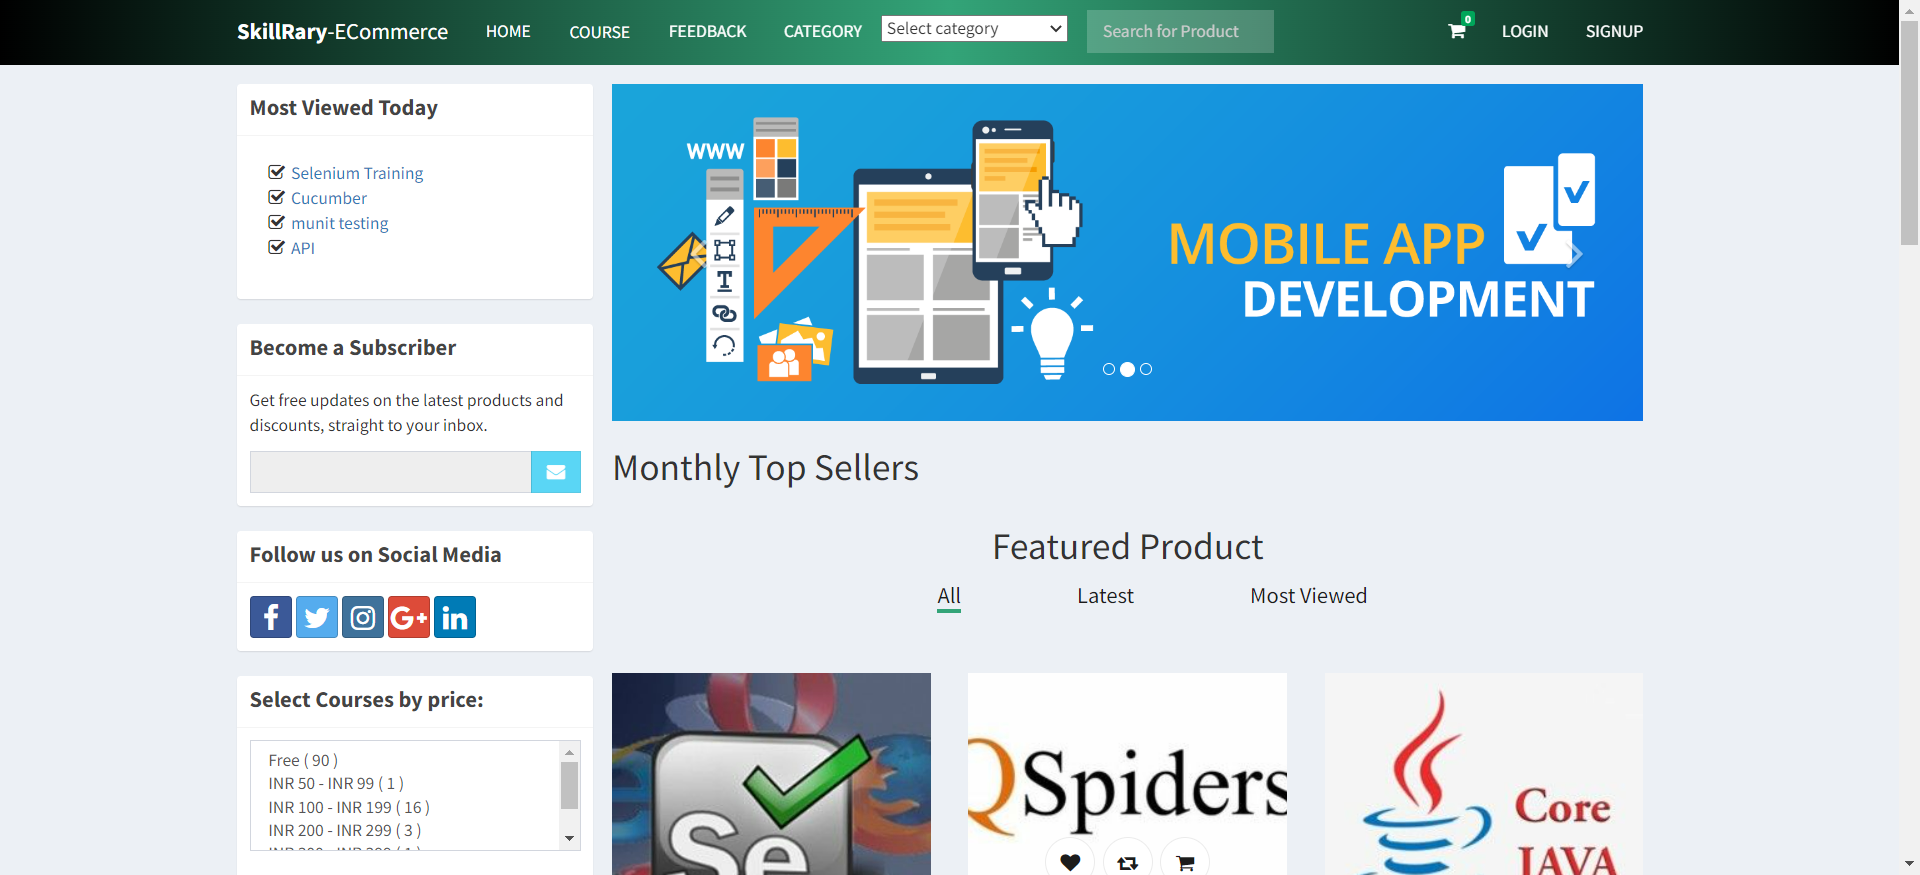 SkillRary-ECommerce HOME COURSE FEEDBACK CATEGORY Select category Search for Product 0 LOGIN SIGNUP
Most Viewed Today
Selenium Training
Cucumber
munit testing
API
Become a Subscriber
Get free updates on the latest products and
discounts, straight to your inbox.
Follow us on Social Media
Select Courses by price:
Free ( 90 )
INR 50 - INR 99 ( 1 )
INR 100 - INR 199 ( 16 )
INR 200 - INR 299 ( 3 )
WWW
T
MOBILE APP
DEVELOPMENT
Monthly Top Sellers
Featured Product
All Latest Most Viewed
Se
QSpiders
Core
JAVA